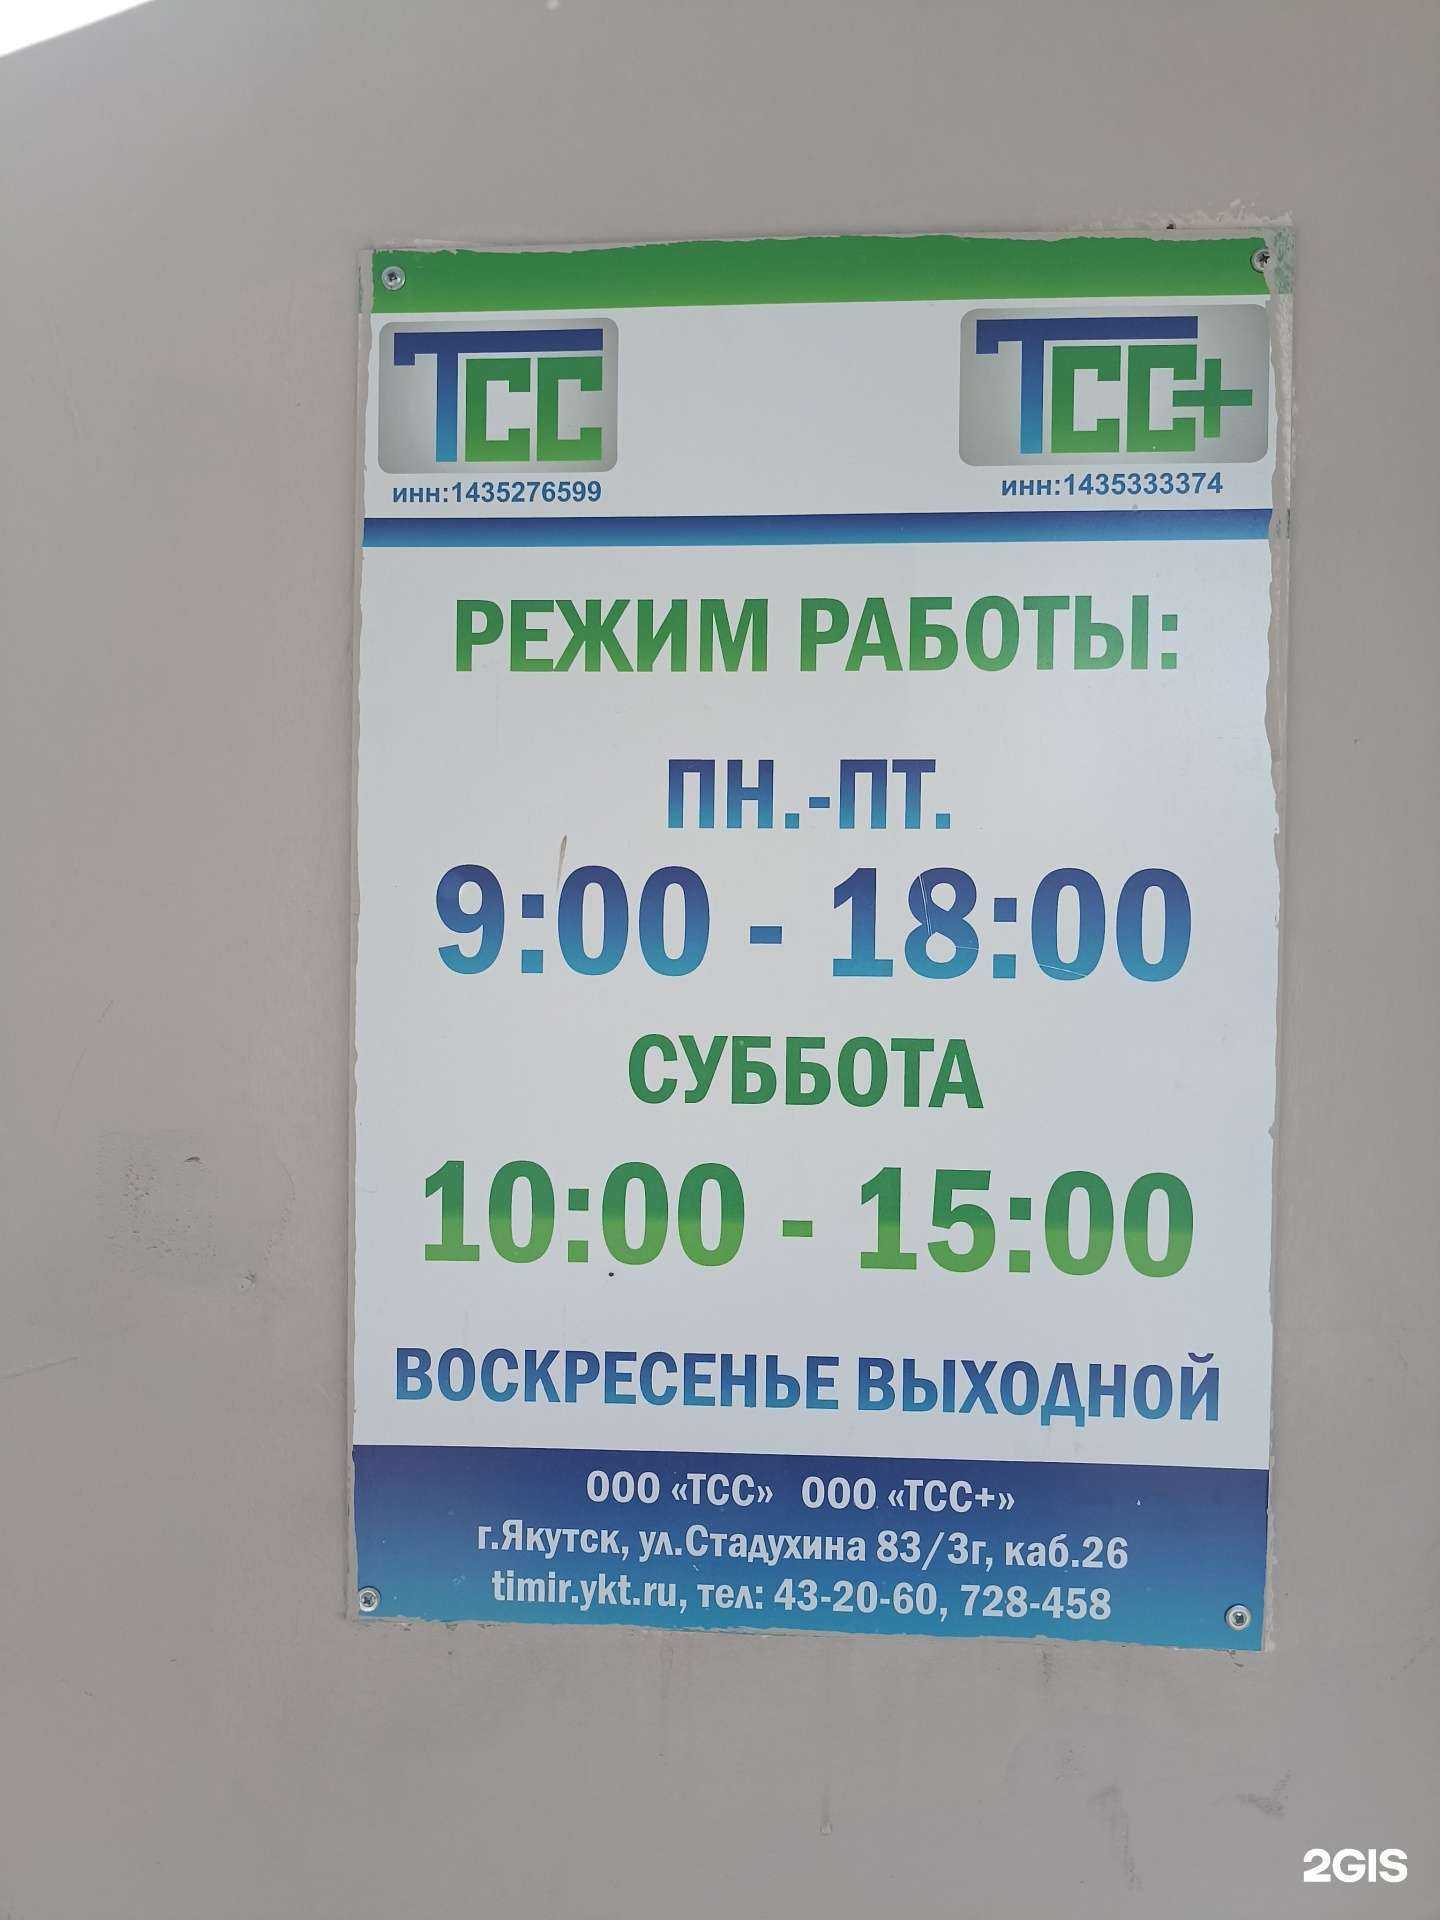 ТСС ТСС+
инн:1435276599 инн:1435333374
РЕЖИМ РАБОТЫ:
ПН.-ПТ.
9:00 - 18:00
СУББОТА
10:00 - 15:00
ВОСКРЕСЕНЬЕ ВЫХОДНОЙ
ООО «ТСС» ООО «ТСС+»
г.Якутск, ул.Стадухина 83/3г, каб.26
timir.ykt.ru, тел: 43-20-60, 728-458
2GIS